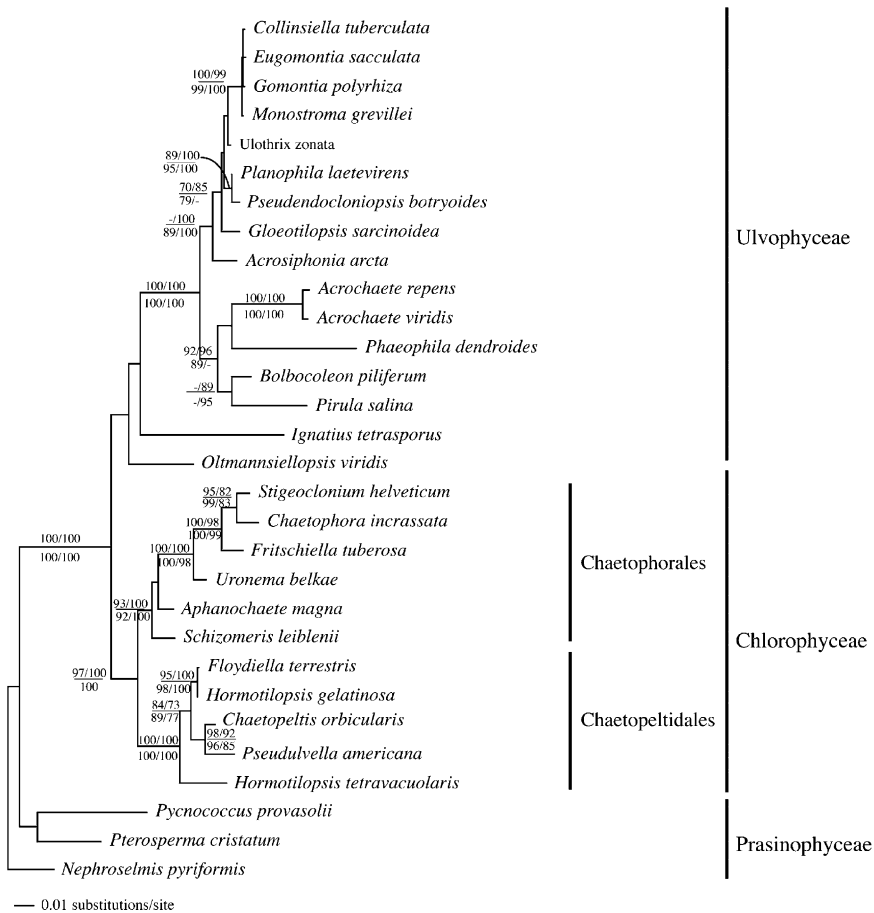 Collinsiella tuberculata
Eugomontia sacculata
100/99
99/100
Gomontia polyrhiza
Monostroma grevillei
Ulothrix zonata
89/100
95/100
Planophila laetevirens
70/85
79/-
Pseudendocloniopsis botryoides
-/100
89/100
Gloeotilopsis sarcinoidea
Ulvophyceae
Acrosiphonia arcta
100/100
100/100
Acrochaete repens
100/100
100/100
Acrochaete viridis
Phaeophila dendroides
92/96
89/-
Bolbocoleon piliferum
-/89
-/95
Pirula salina
Ignatius tetrasporus
Oltmannsiellopsis viridis
95/82
99/83
Stigeoclonium helveticum
Chaetophora incrassata
100/98
100/99
Fritschiella tuberosa
100/100
100/98
100/100
100/100
Chaetophorales
Uronema belkae
93/100
92/100
Aphanochaete magna
Schizomeris leiblenii
Chlorophyceae
97/100
100
Floydiella terrestris
95/100
98/100
Hormotilopsis gelatinosa
84/73
89/77
Chaetopeltis orbicularis
Chaetopeltidales
98/92
96/85
100/100
100/100
Pseudulvella americana
Hormotilopsis tetravacuolaris
Pycnococcus provasolii
Pterosperma cristatum
Prasinophyceae
Nephroselmis pyriformis
0.01 substitutions/site